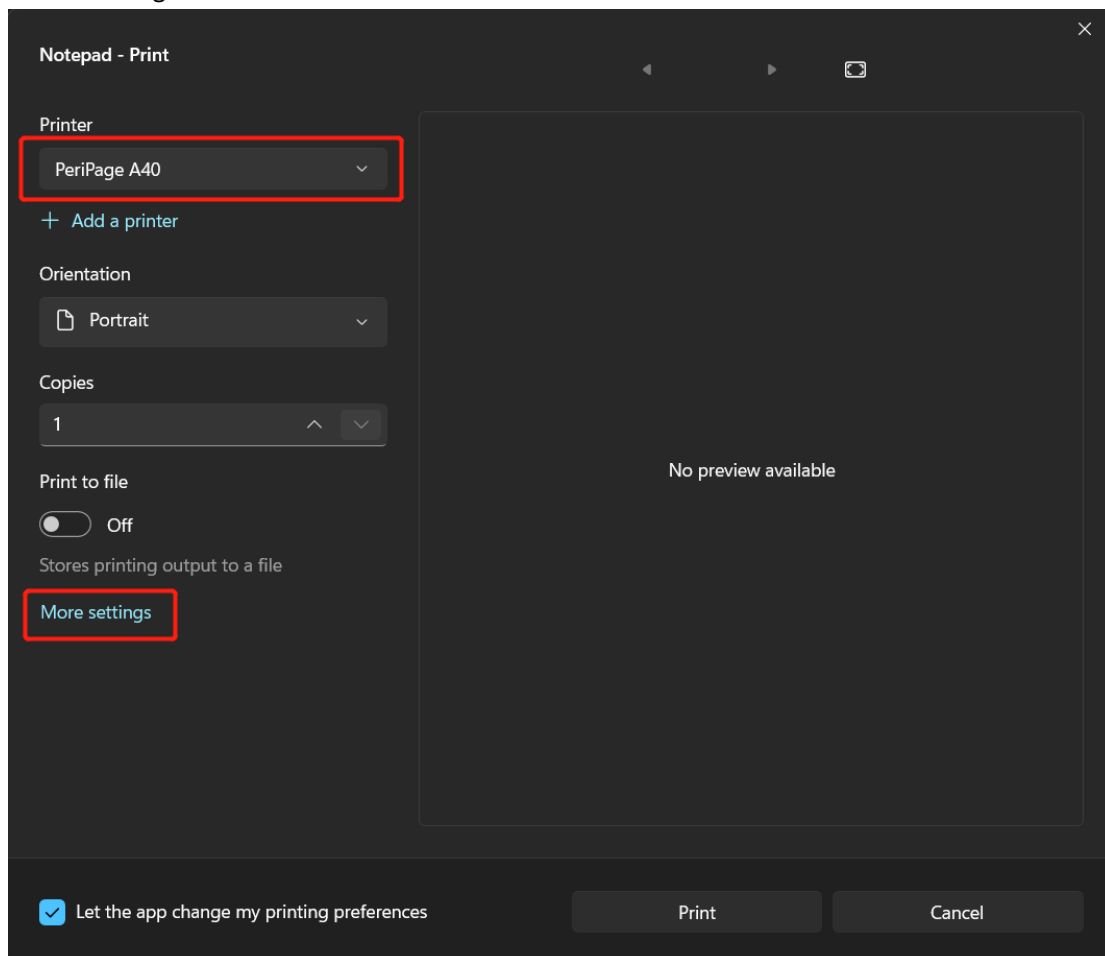 Notepad - Print
Printer
PeriPage A40
Add a printer
Orientation
Portrait
Copies
1
Print to file
Off
Stores printing output to a file
More settings
No preview available
Let the app change my printing preferences
Print
Cancel